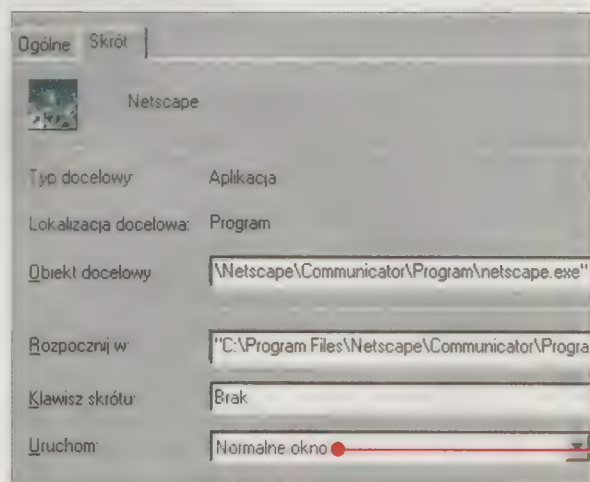 Ogólne Skrót
Netscape
Typ docelowy: Aplikacja
Lokalizacja docelowa: Program
Obiekt docelowy \Netscape\Communicator\Program\netscape.exe"
Rozpocznij w: "C:\Program Files\Netscape\Communicator\Progra
Klawisz skrótu: Brak
Uruchom: Normalne okno